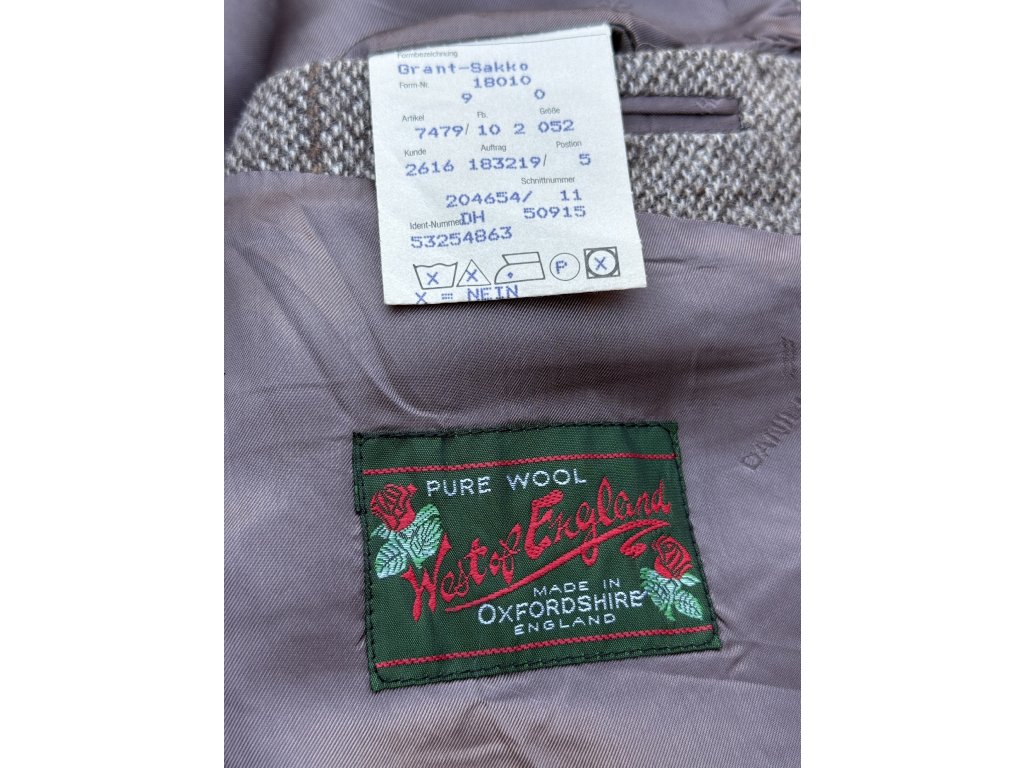 Formbezeichnung
Grant-Sakko
Form-Nr. 18010
9 0
Artikel Fb. Größe
7479/ 10 2 052
Kunde Auftrag Postion
2616 183219/ 5
Schnittnummer
204654/ 11
Ident-Nummer DH 50915
53254863
X X P X
X = NEIN
DANIEL
PURE WOOL
West of England
MADE IN
OXFORDSHIRE
ENGLAND